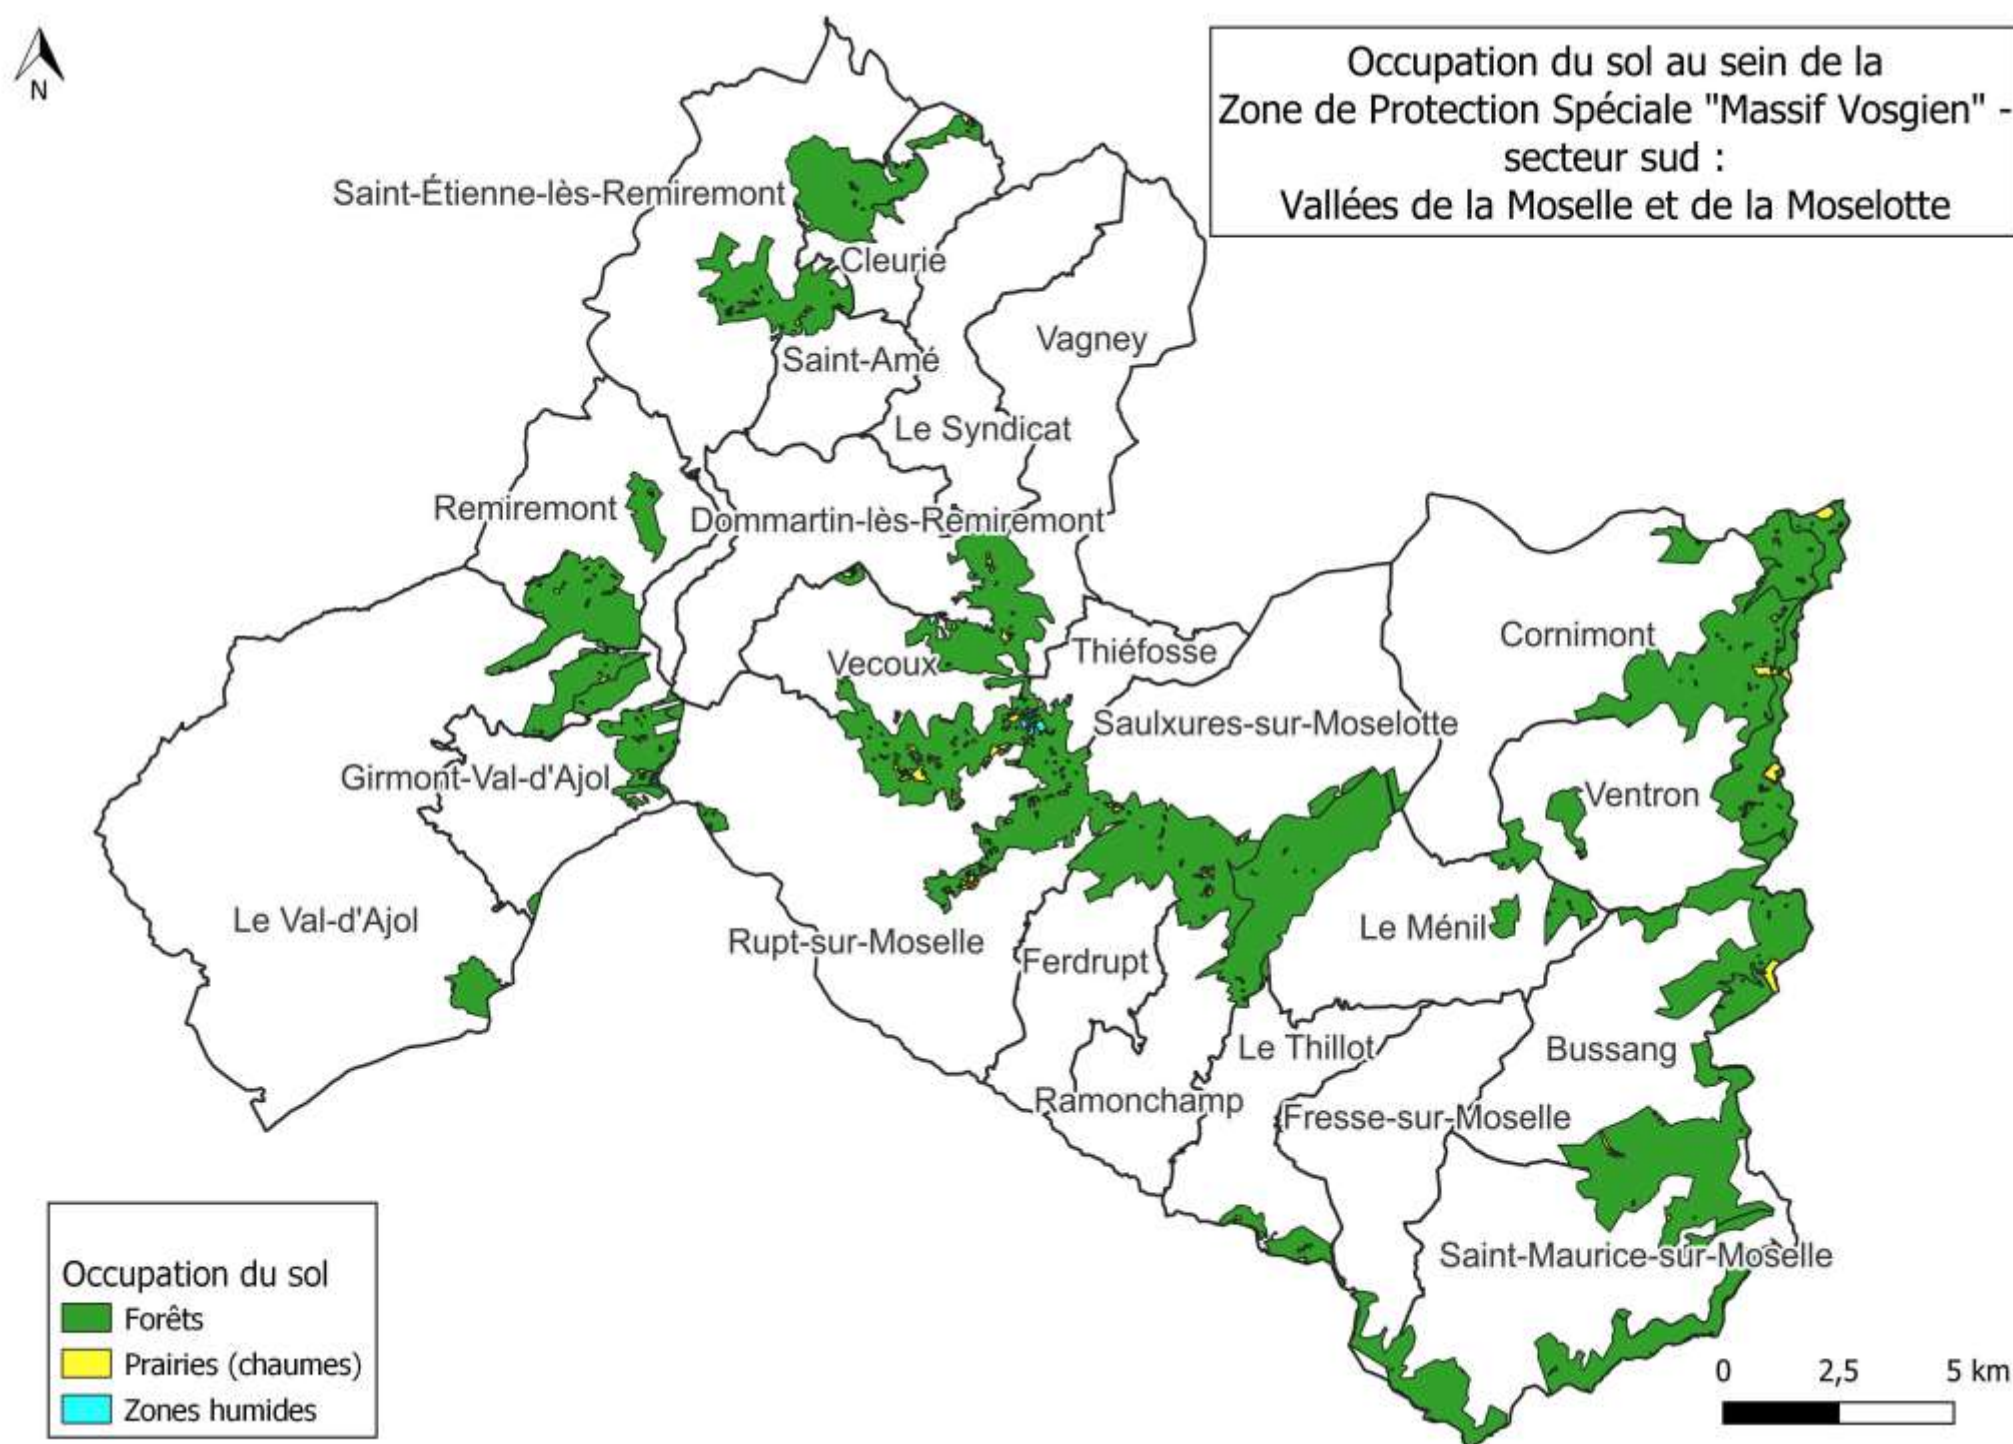 N
Occupation du sol au sein de la
Zone de Protection Spéciale "Massif Vosgien" -
secteur sud :
Vallées de la Moselle et de la Moselotte
Saint-Étienne-lès-Remiremont
Cleurie
Vagney
Saint-Amé
Le Syndicat
Remiremont
Dommartin-lès-Remiremont
Cornimont
Thiéfosse
Vecoux
Saulxures-sur-Moselotte
Girmont-Val-d'Ajol
Ventron
Le Val-d'Ajol
Le Ménil
Rupt-sur-Moselle
Ferdrupt
Le Thillot
Bussang
Ramonchamp
Fresse-sur-Moselle
Saint-Maurice-sur-Moselle
Occupation du sol
Forêts
Prairies (chaumes)
Zones humides
0 2,5 5 km